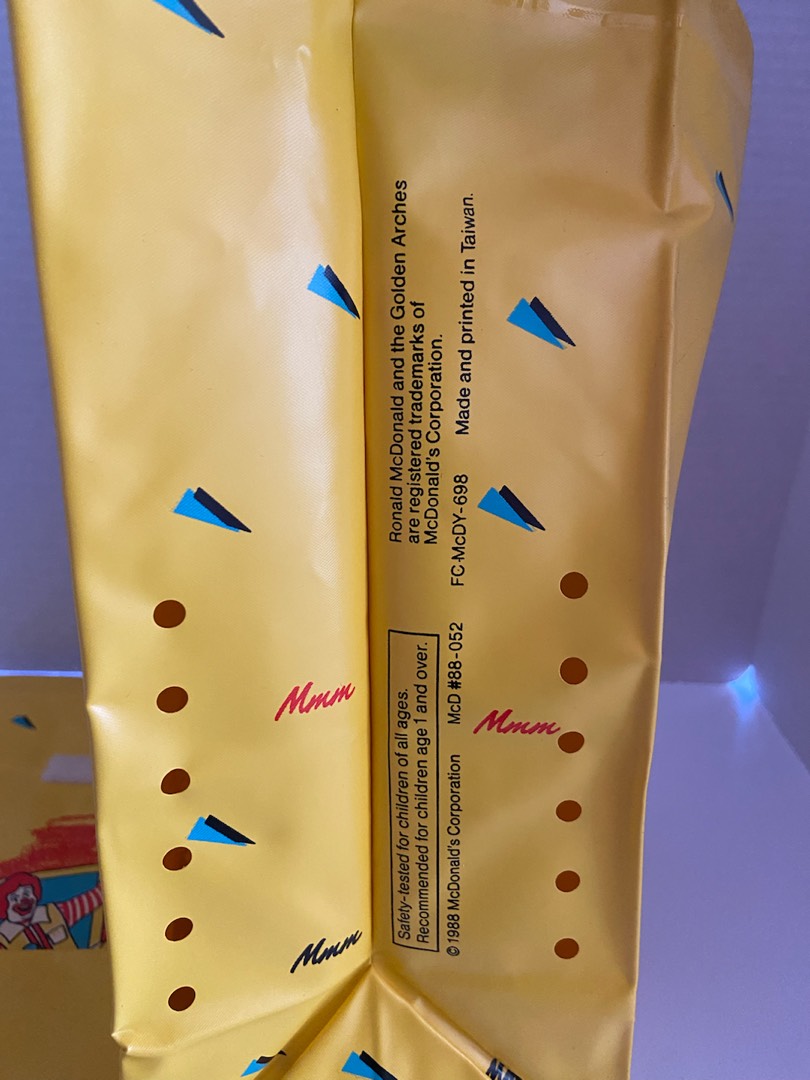 Ronald McDonald and the Golden Arches
are registered trademarks of
McDonald's Corporation.
Safety-tested for children of all ages.
Recommended for children age 1 and over.
© 1988 McDonald's Corporation McD #88-052 FC-McDY-698 Made and printed in Taiwan.
Mmm
Mmm
Mmm